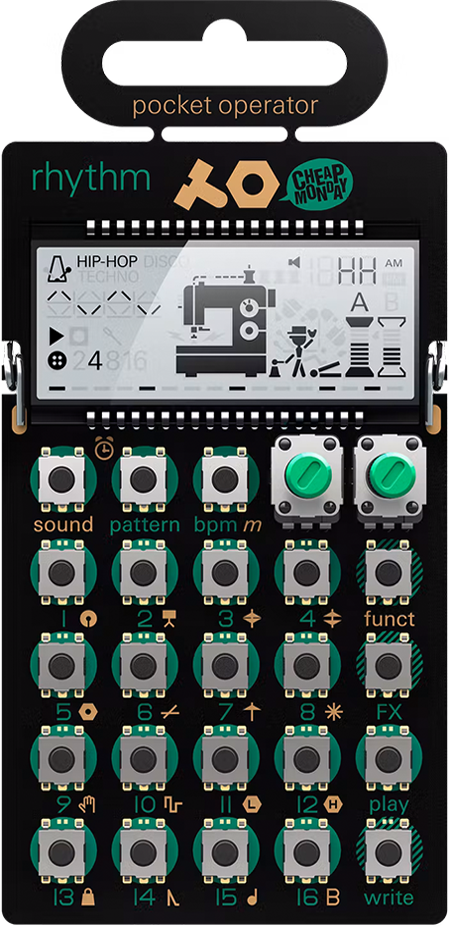 pocket operator
rhythm
CHEAP
MONDAY
HIP-HOP DISCO
TECHNO
HH AM
A B
24816
sound pattern bpm m
1 2 3 4 funct
5 6 7 8 FX
9 10 11 L 12 H play
13 14 15 16 B write